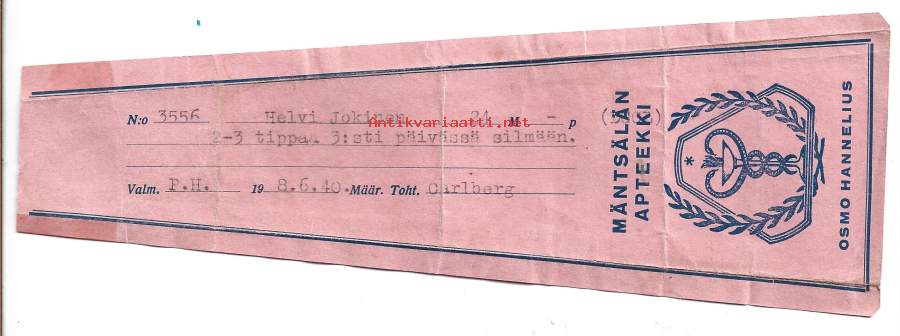 N:o 3556 Helvi Jokinen 24 M - p
2-3 tippaa 3:sti päivässä silmään.
Valm. P.H. 19 8.6.40. Määr. Toht. Carlberg
MÄNTSÄLÄN
APTEEKKI
OSMO HANNELIUS
Antikvariaatti.net